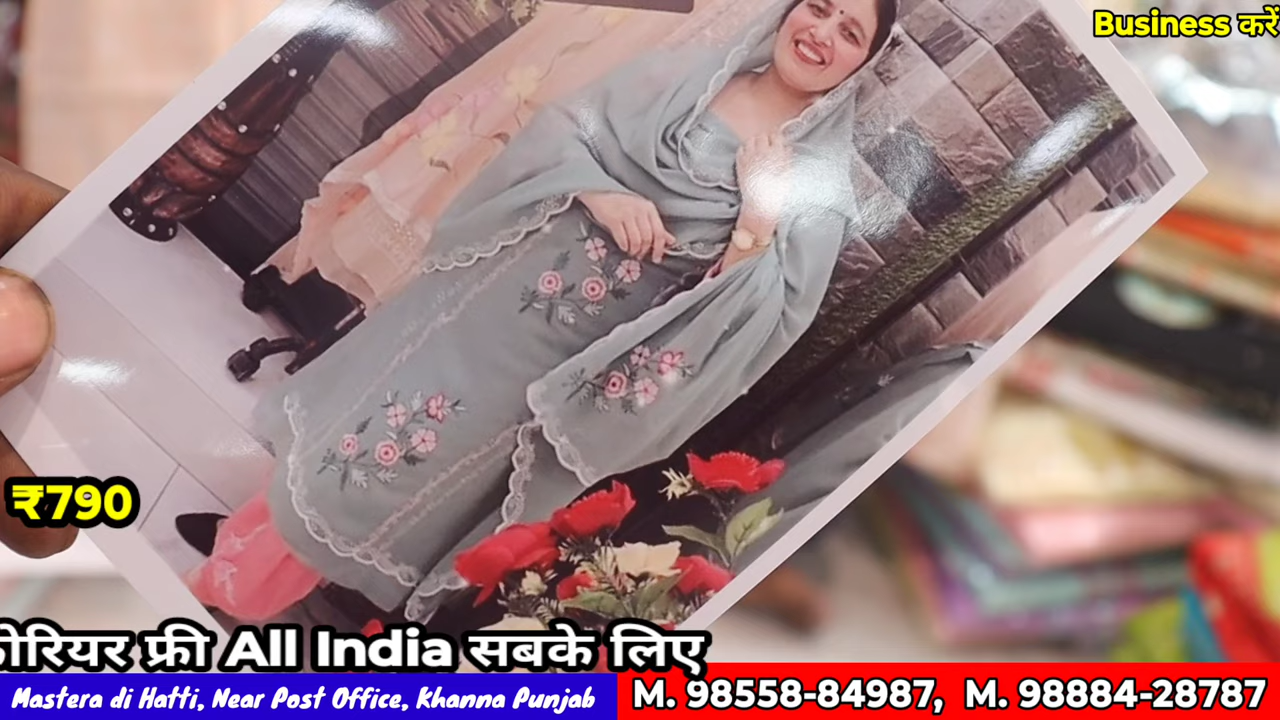 Business करें
₹790
कोरियर फ्री All India सबके लिए
Mastera di Hatti, Near Post Office, Khanna Punjab
M. 98558-84987, M. 98884-28787